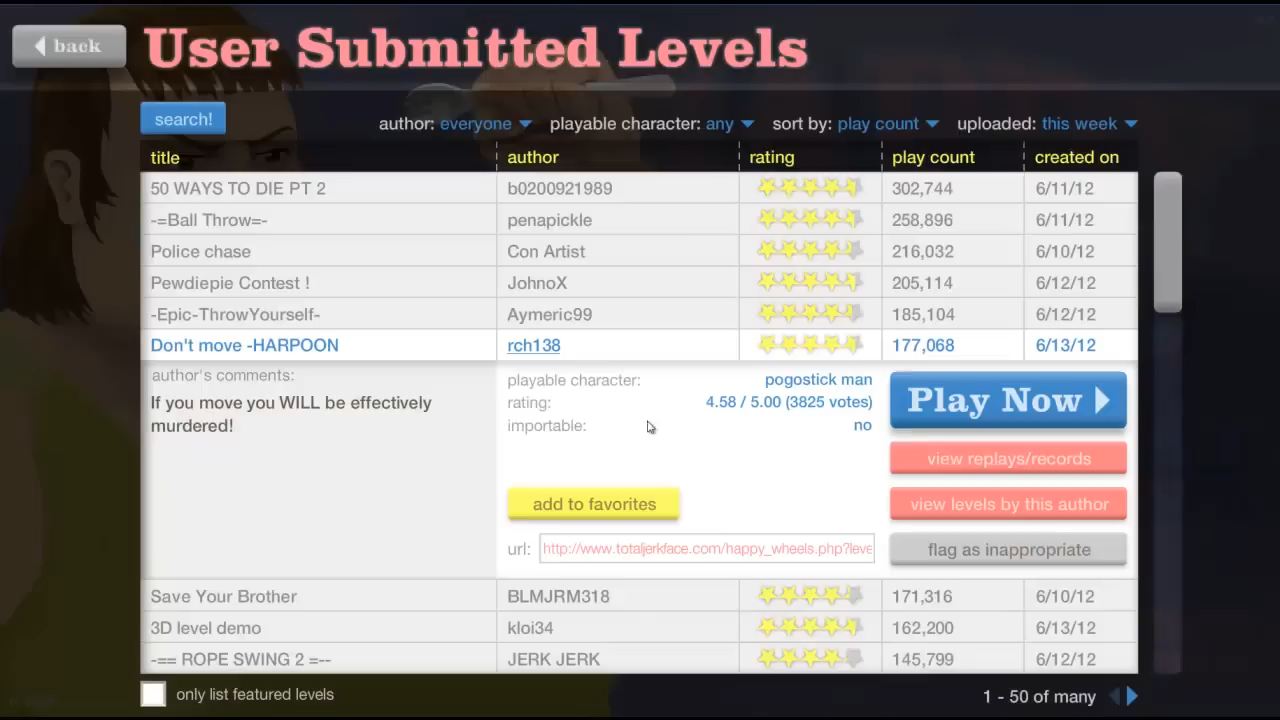 back
User Submitted Levels
search!
author: everyone playable character: any sort by: play count uploaded: this week
title author rating play count created on
50 WAYS TO DIE PT 2 b0200921989 302,744 6/11/12
-=Ball Throw=- penapickle 258,896 6/11/12
Police chase Con Artist 216,032 6/10/12
Pewdiepie Contest ! JohnoX 205,114 6/12/12
-Epic-ThrowYourself- Aymeric99 185,104 6/12/12
Don't move -HARPOON rch138 177,068 6/13/12
author's comments:
If you move you WILL be effectively
murdered!
playable character: pogostick man
rating: 4.58 / 5.00 (3825 votes)
importable: no
add to favorites
url: http://www.totaljerkface.com/happy_wheels.php?leve
Play Now
view replays/records
view levels by this author
flag as inappropriate
Save Your Brother BLMJRM318 171,316 6/10/12
3D level demo kloi34 162,200 6/13/12
-== ROPE SWING 2 =-- JERK JERK 145,799 6/12/12
only list featured levels
1 - 50 of many